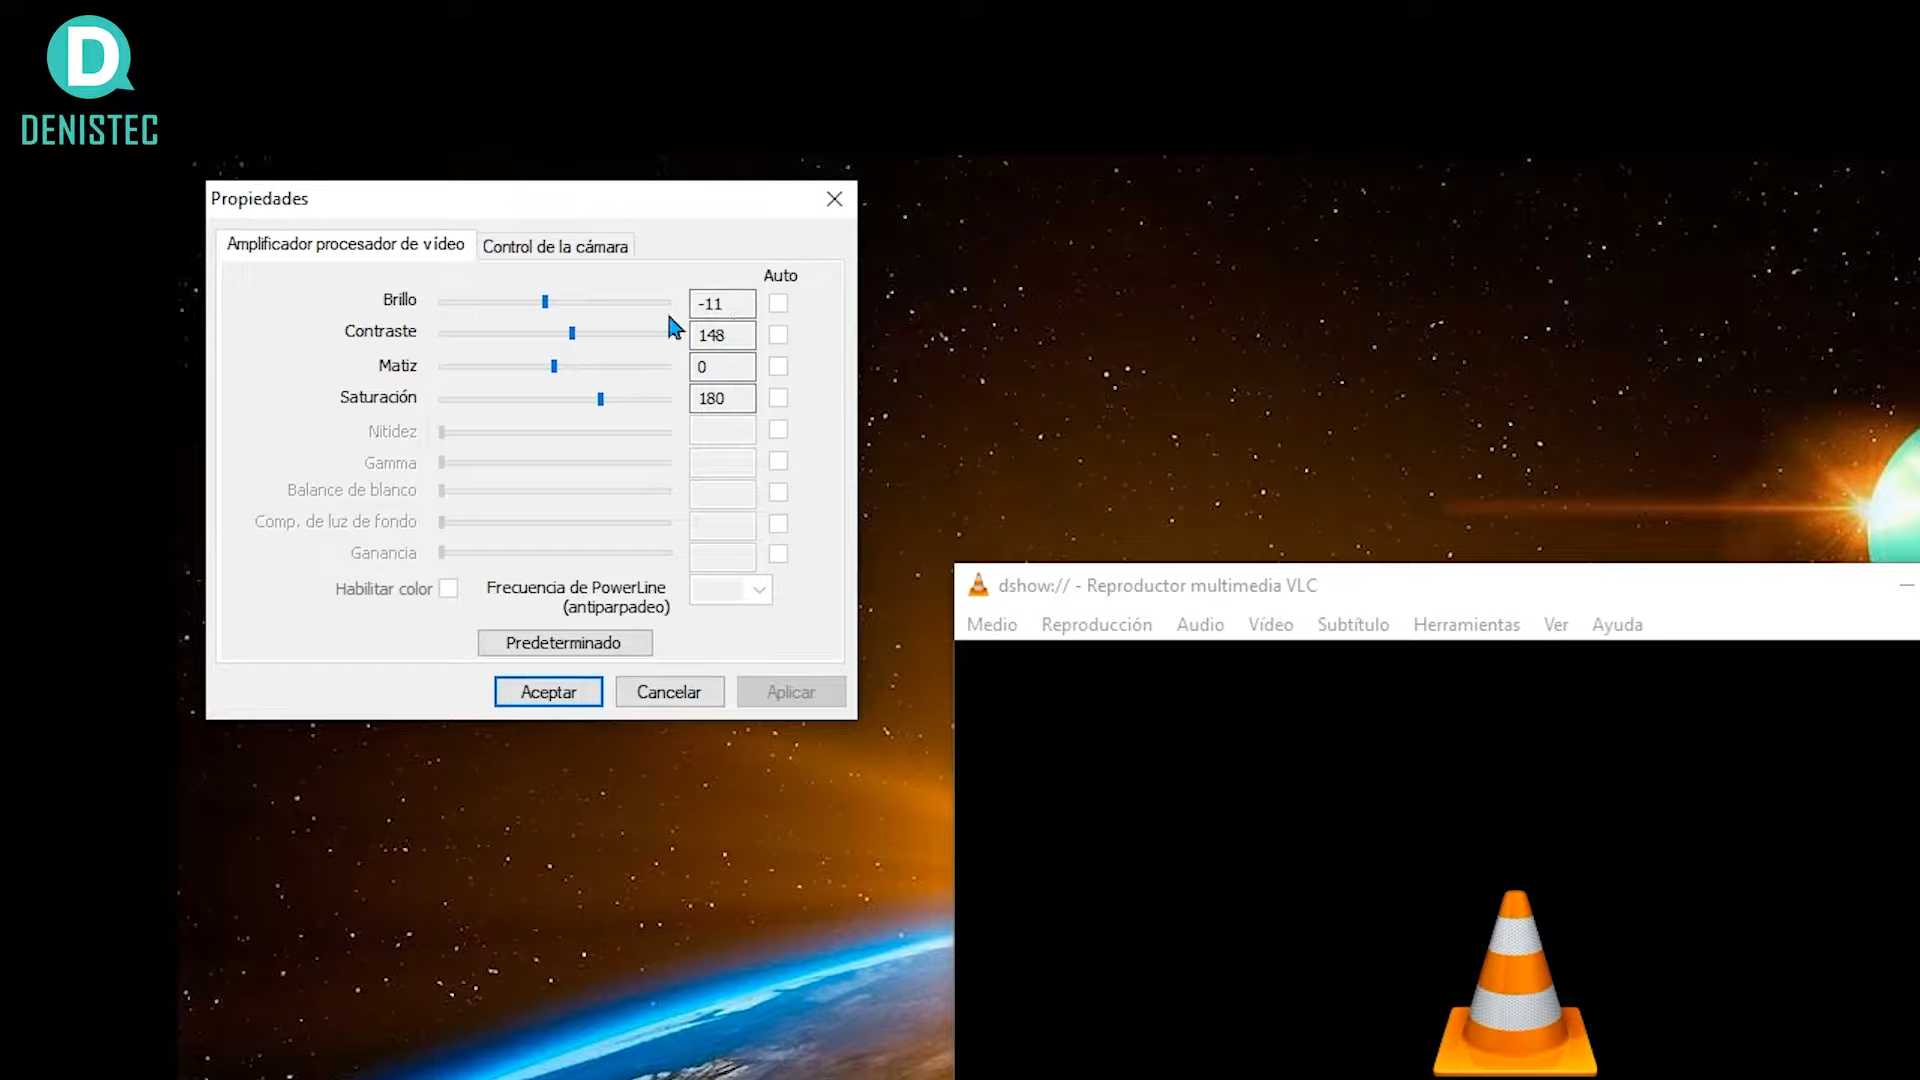 D
DENISTEC
Propiedades
Amplificador procesador de vídeo
Control de la cámara
Auto
Brillo
-11
Contraste
148
Matiz
0
Saturación
180
Nitidez
Gamma
Balance de blanco
Comp. de luz de fondo
Ganancia
Habilitar color
Frecuencia de PowerLine
(antiparpadeo)
Predeterminado
Aceptar
Cancelar
Aplicar
dshow:// - Reproductor multimedia VLC
Medio Reproducción Audio Vídeo Subtítulo Herramientas Ver Ayuda